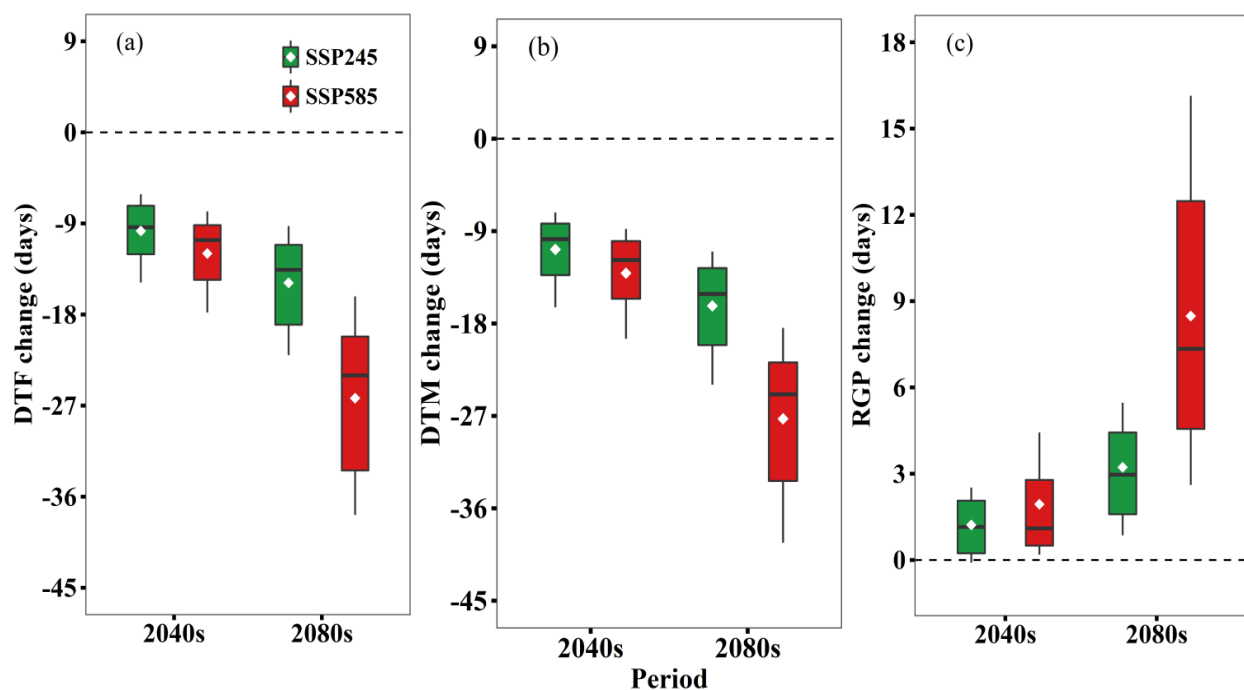 (a)
SSP245
SSP585
DTF change (days)
9
0
-9
-18
-27
-36
-45
2040s
2080s
(b)
DTM change (days)
9
0
-9
-18
-27
-36
-45
2040s
2080s
Period
(c)
RGP change (days)
18
15
12
9
6
3
0
2040s
2080s